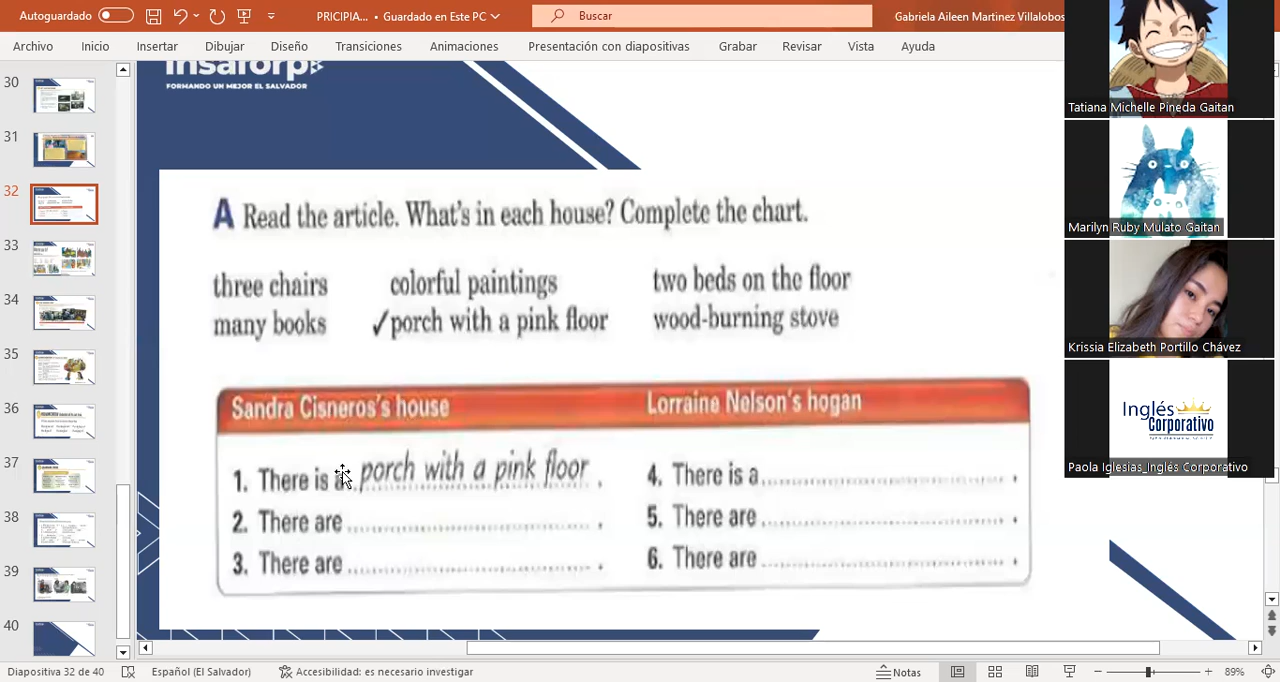 Autoguardado
PRICIPIA... • Guardado en Este PC
Buscar
Gabriela Aileen Martinez Villalobos
Archivo Inicio Insertar Dibujar Diseño Transiciones Animaciones Presentación con diapositivas Grabar Revisar Vista Ayuda
30
31
32
33
34
35
36
37
38
39
40
Insaforp
FORMANDO UN MEJOR EL SALVADOR
A Read the article. What's in each house? Complete the chart.
three chairs colorful paintings two beds on the floor
many books ✓porch with a pink floor wood-burning stove
Sandra Cisneros's house Lorraine Nelson's hogan
1. There is a porch with a pink floor . 4. There is a .
2. There are . 5. There are .
3. There are . 6. There are .
Tatiana Michelle Pineda Gaitan
Marilyn Ruby Mulato Gaitan
Krissia Elizabeth Portillo Chávez
Inglés
Corporativo
Paola Iglesias_Inglés Corporativo
Diapositiva 32 de 40 Español (El Salvador) Accesibilidad: es necesario investigar Notas 89%